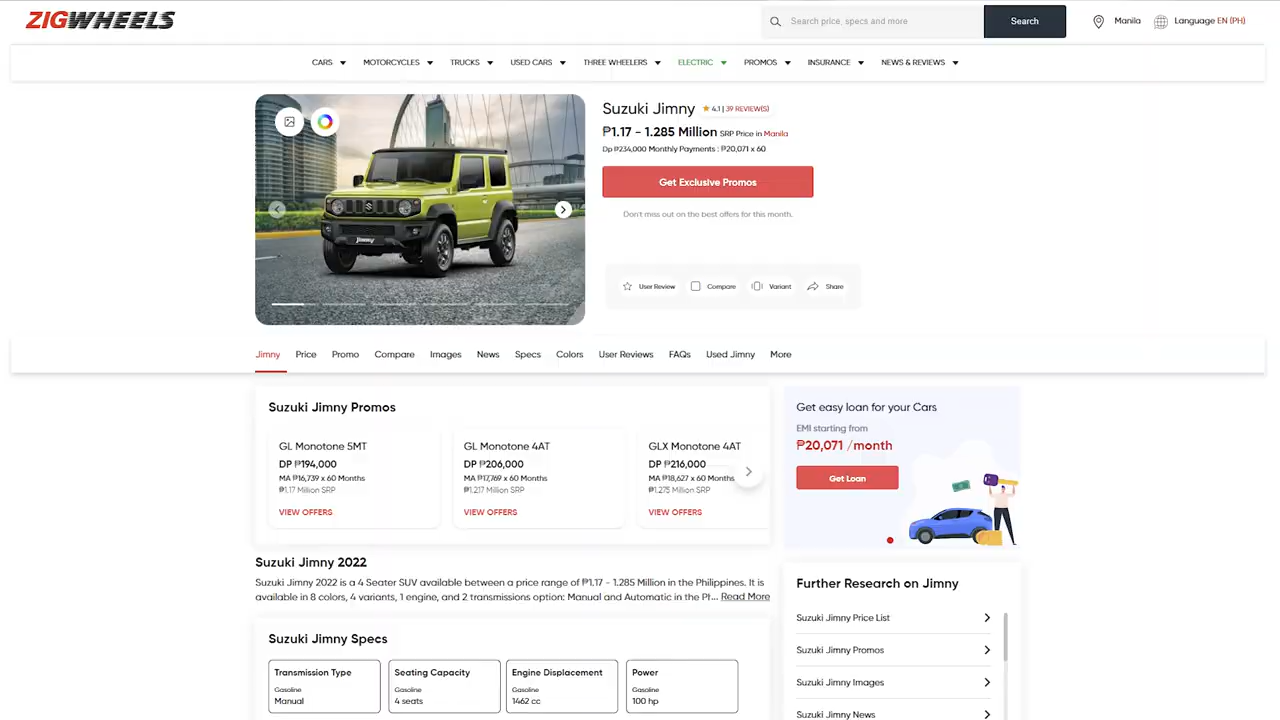 ZIGWHEELS
Search price, specs and more
Search
Manila
Language EN (PH)
CARS MOTORCYCLES TRUCKS USED CARS THREE WHEELERS ELECTRIC PROMOS INSURANCE NEWS & REVIEWS
Suzuki Jimny 4.1 | 39 REVIEW(S)
₱1.17 - 1.285 Million SRP Price in Manila
Dp ₱234,000 Monthly Payments : ₱20,071 x 60
Get Exclusive Promos
Don't miss out on the best offers for this month.
User Review Compare Variant Share
Jimny
Jimny Price Promo Compare Images News Specs Colors User Reviews FAQs Used Jimny More
Suzuki Jimny Promos
GL Monotone 5MT
DP ₱194,000
MA ₱16,739 x 60 Months
₱1.17 Million SRP
VIEW OFFERS
GL Monotone 4AT
DP ₱206,000
MA ₱17,769 x 60 Months
₱1.217 Million SRP
VIEW OFFERS
GLX Monotone 4AT
DP ₱216,000
MA ₱18,627 x 60 Months
₱1.275 Million SRP
VIEW OFFERS
Get easy loan for your Cars
EMI starting from
₱20,071 /month
Get Loan
Suzuki Jimny 2022
Suzuki Jimny 2022 is a 4 Seater SUV available between a price range of ₱1.17 - 1.285 Million in the Philippines. It is
available in 8 colors, 4 variants, 1 engine, and 2 transmissions option: Manual and Automatic in the Ph... Read More
Suzuki Jimny Specs
Transmission Type
Gasoline
Manual
Seating Capacity
Gasoline
4 seats
Engine Displacement
Gasoline
1462 cc
Power
Gasoline
100 hp
Further Research on Jimny
Suzuki Jimny Price List
Suzuki Jimny Promos
Suzuki Jimny Images
Suzuki Jimny News